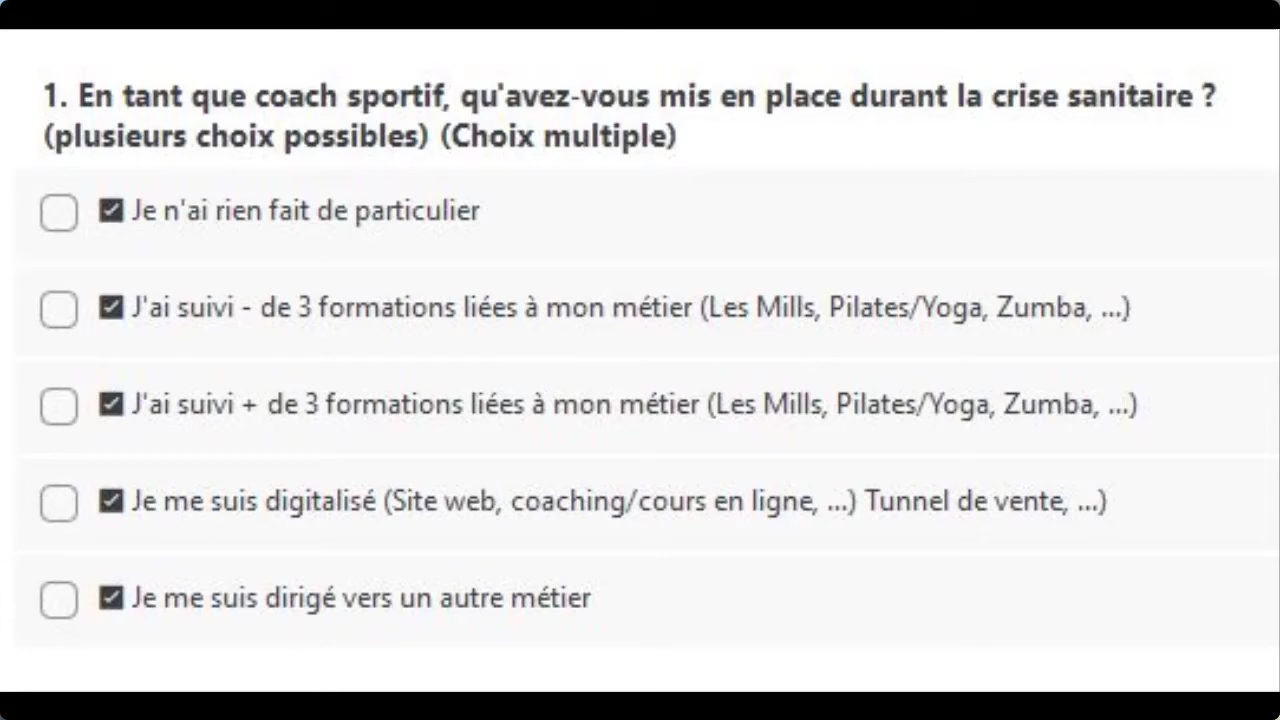 1. En tant que coach sportif, qu'avez-vous mis en place durant la crise sanitaire ?
(plusieurs choix possibles) (Choix multiple)
Je n'ai rien fait de particulier
J'ai suivi - de 3 formations liées à mon métier (Les Mills, Pilates/Yoga, Zumba, ...)
J'ai suivi + de 3 formations liées à mon métier (Les Mills, Pilates/Yoga, Zumba, ...)
Je me suis digitalisé (Site web, coaching/cours en ligne, ...) Tunnel de vente, ...)
Je me suis dirigé vers un autre métier